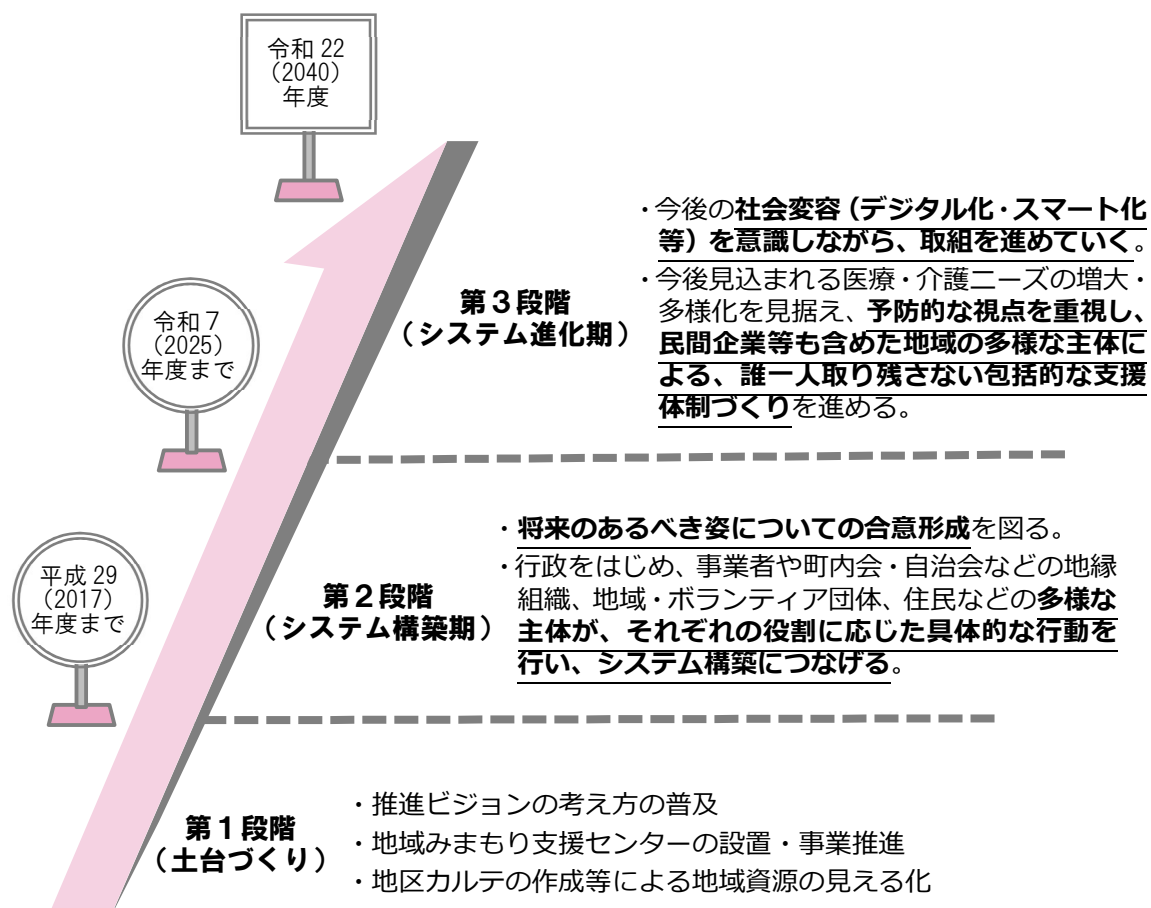 令和 22
（2040）
年度
・今後の社会変容（デジタル化・スマート化
等）を意識しながら、取組を進めていく。
・今後見込まれる医療・介護ニーズの増大・
多様化を見据え、予防的な視点を重視し、
民間企業等も含めた地域の多様な主体に
よる、誰一人取り残さない包括的な支援
体制づくりを進める。
第３段階
（システム進化期）
令和７
（2025）
年度まで
・将来のあるべき姿についての合意形成を図る。
・行政をはじめ、事業者や町内会・自治会などの地縁
組織、地域・ボランティア団体、住民などの多様な
主体が、それぞれの役割に応じた具体的な行動を
行い、システム構築につなげる。
第２段階
（システム構築期）
平成 29
（2017）
年度まで
第１段階
（土台づくり）
・推進ビジョンの考え方の普及
・地域みまもり支援センターの設置・事業推進
・地区カルテの作成等による地域資源の見える化